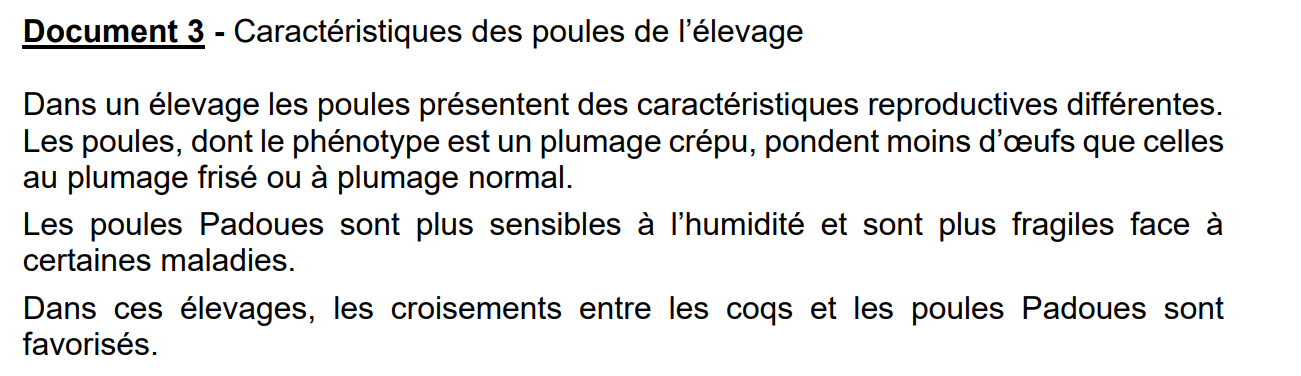 Document 3 - Caractéristiques des poules de l’élevage
Dans un élevage les poules présentent des caractéristiques reproductives différentes.
Les poules, dont le phénotype est un plumage crépu, pondent moins d’œufs que celles
au plumage frisé ou à plumage normal.
Les poules Padoues sont plus sensibles à l’humidité et sont plus fragiles face à
certaines maladies.
Dans ces élevages, les croisements entre les coqs et les poules Padoues sont
favorisés.